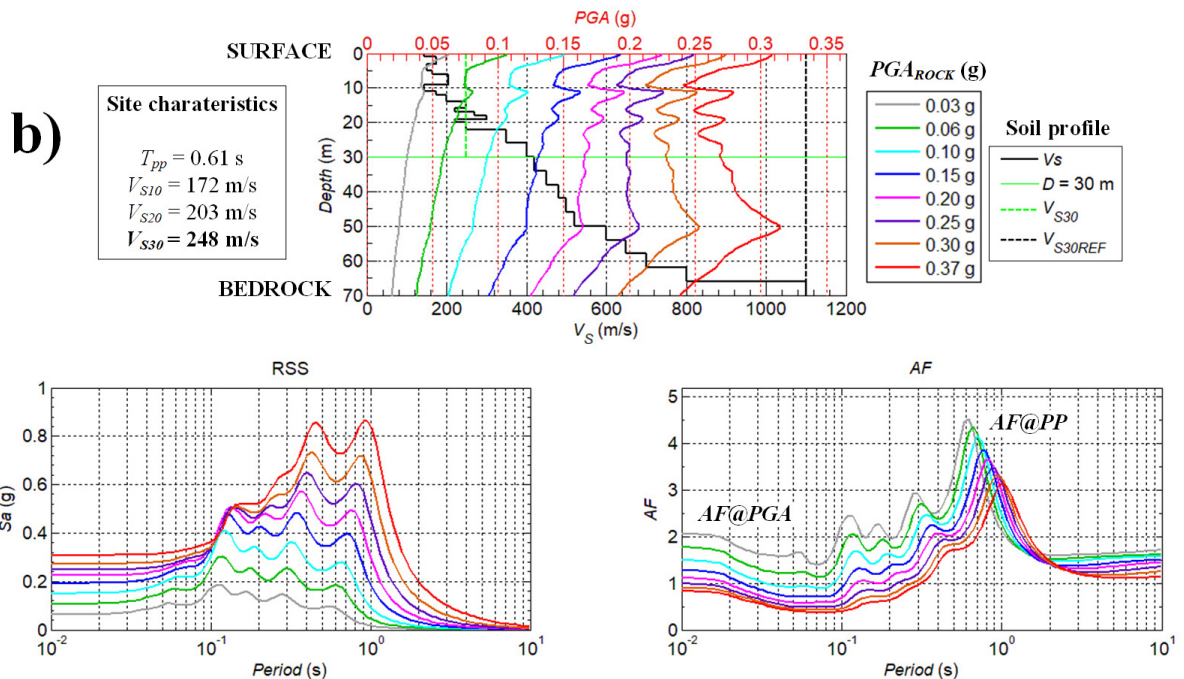 b)
Site charateristics
Tpp = 0.61 s
VS10 = 172 m/s
VS20 = 203 m/s
VS30 = 248 m/s
PGA (g)
0 0.05 0.1 0.15 0.2 0.25 0.3 0.35
SURFACE
BEDROCK
Depth (m)
0
10
20
30
40
50
60
70
0 200 400 600 800 1000 1200
VS (m/s)
PGAROCK (g)
0.03 g
0.06 g
0.10 g
0.15 g
0.20 g
0.25 g
0.30 g
0.37 g
Soil profile
Vs
D = 30 m
VS30
VS30REF
RSS
Sa (g)
1
0.8
0.6
0.4
0.2
0
10-2 10-1 100 101
Period (s)
AF
AF
5
4
3
2
1
0
AF@PGA
AF@PP
10-2 10-1 100 101
Period (s)